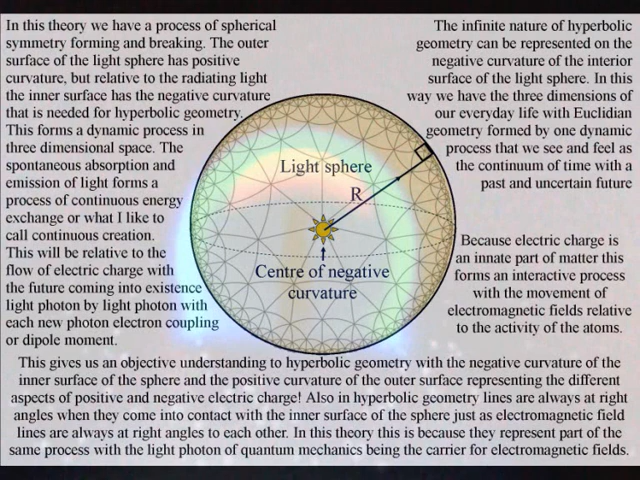 In this theory we have a process of spherical
symmetry forming and breaking. The outer
surface of the light sphere has positive
curvature, but relative to the radiating light
the inner surface has the negative curvature
that is needed for hyperbolic geometry.
This forms a dynamic process in
three dimensional space. The
spontaneous absorption and
emission of light forms a
process of continuous energy
exchange or what I like to
call continuous creation.
This will be relative to the
flow of electric charge with
the future coming into existence
light photon by light photon with
each new photon electron coupling
or dipole moment.
The infinite nature of hyperbolic
geometry can be represented on the
negative curvature of the interior
surface of the light sphere. In this
way we have the three dimensions of
our everyday life with Euclidian
geometry formed by one dynamic
process that we see and feel as
the continuum of time with a
past and uncertain future
Light sphere
R
Centre of negative
curvature
Because electric charge is
an innate part of matter this
forms an interactive process
with the movement of
electromagnetic fields relative
to the activity of the atoms.
This gives us an objective understanding to hyperbolic geometry with the negative curvature of the
inner surface of the sphere and the positive curvature of the outer surface representing the different
aspects of positive and negative electric charge! Also in hyperbolic geometry lines are always at right
angles when they come into contact with the inner surface of the sphere just as electromagnetic field
lines are always at right angles to each other. In this theory this is because they represent part of the
same process with the light photon of quantum mechanics being the carrier for electromagnetic fields.